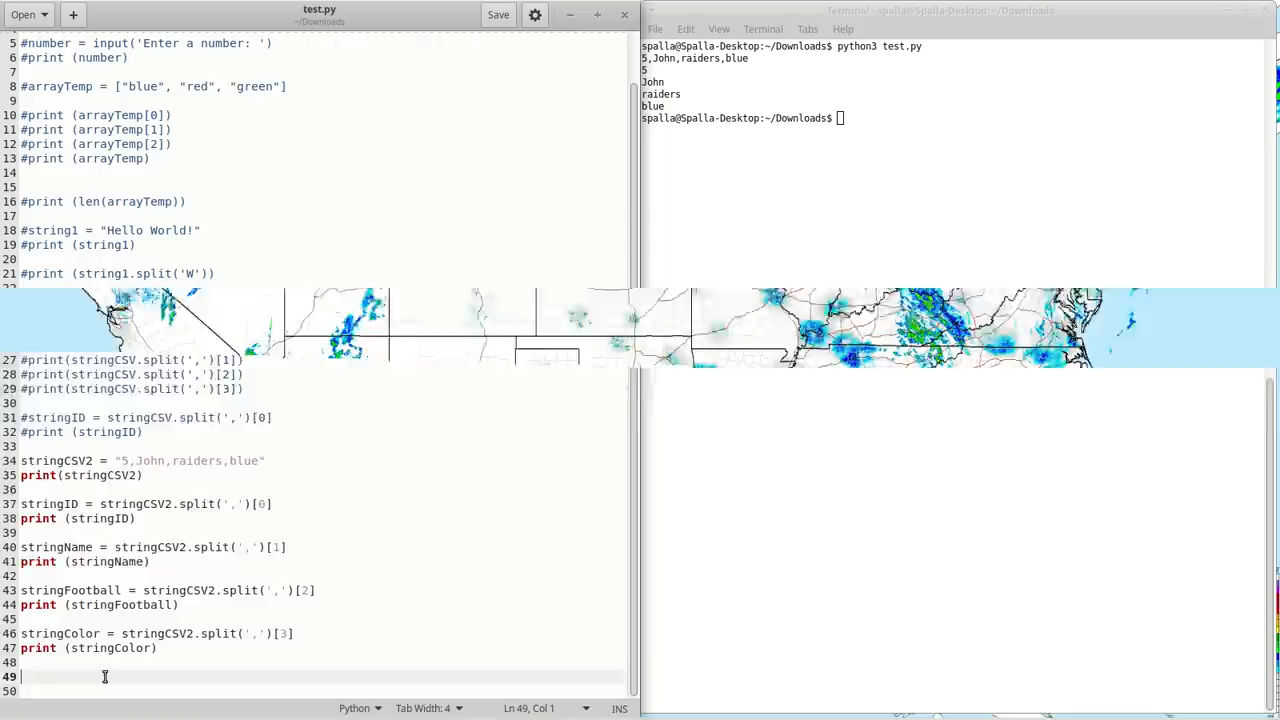 Open
test.py
~/Downloads
Save
5 #number = input('Enter a number: ')
6 #print (number)
7
8 #arrayTemp = ["blue", "red", "green"]
9
10 #print (arrayTemp[0])
11 #print (arrayTemp[1])
12 #print (arrayTemp[2])
13 #print (arrayTemp)
14
15
16 #print (len(arrayTemp))
17
18 #string1 = "Hello World!"
19 #print (string1)
20
21 #print (string1.split('W'))
27 #print(stringCSV.split(',')[1])
28 #print(stringCSV.split(',')[2])
29 #print(stringCSV.split(',')[3])
30
31 #stringID = stringCSV.split(',')[0]
32 #print (stringID)
33
34 stringCSV2 = "5,John,raiders,blue"
35 print(stringCSV2)
36
37 stringID = stringCSV2.split(',')[0]
38 print (stringID)
39
40 stringName = stringCSV2.split(',')[1]
41 print (stringName)
42
43 stringFootball = stringCSV2.split(',')[2]
44 print (stringFootball)
45
46 stringColor = stringCSV2.split(',')[3]
47 print (stringColor)
48
49
50
Python Tab Width: 4 Ln 49, Col 1 INS
Terminal - spalla@Spalla-Desktop:~/Downloads
File Edit View Terminal Tabs Help
spalla@Spalla-Desktop:~/Downloads$ python3 test.py
5,John,raiders,blue
5
John
raiders
blue
spalla@Spalla-Desktop:~/Downloads$